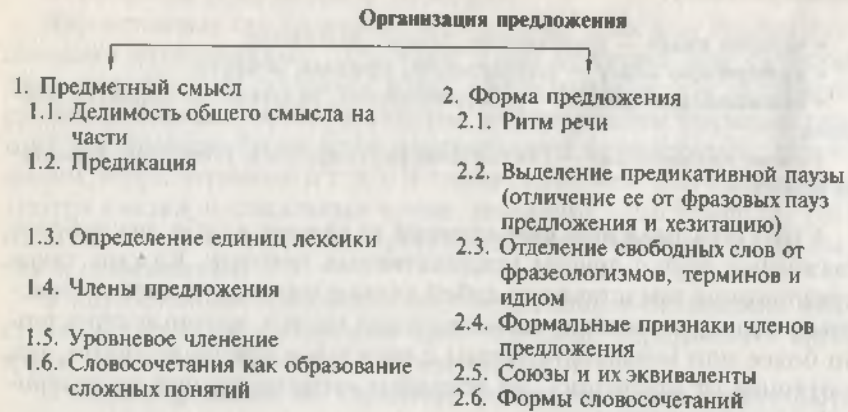 Организация предложения
1. Предметный смысл
1.1. Делимость общего смысла на
части
1.2. Предикация
1.3. Определение единиц лексики
1.4. Члены предложения
1.5. Уровневое членение
1.6. Словосочетания как образование
сложных понятий
2. Форма предложения
2.1. Ритм речи
2.2. Выделение предикативной паузы
(отличение ее от фразовых пауз
предложения и хезитацию)
2.3. Отделение свободных слов от
фразеологизмов, терминов и
идиом
2.4. Формальные признаки членов
предложения
2.5. Союзы и их эквиваленты
2.6. Формы словосочетаний